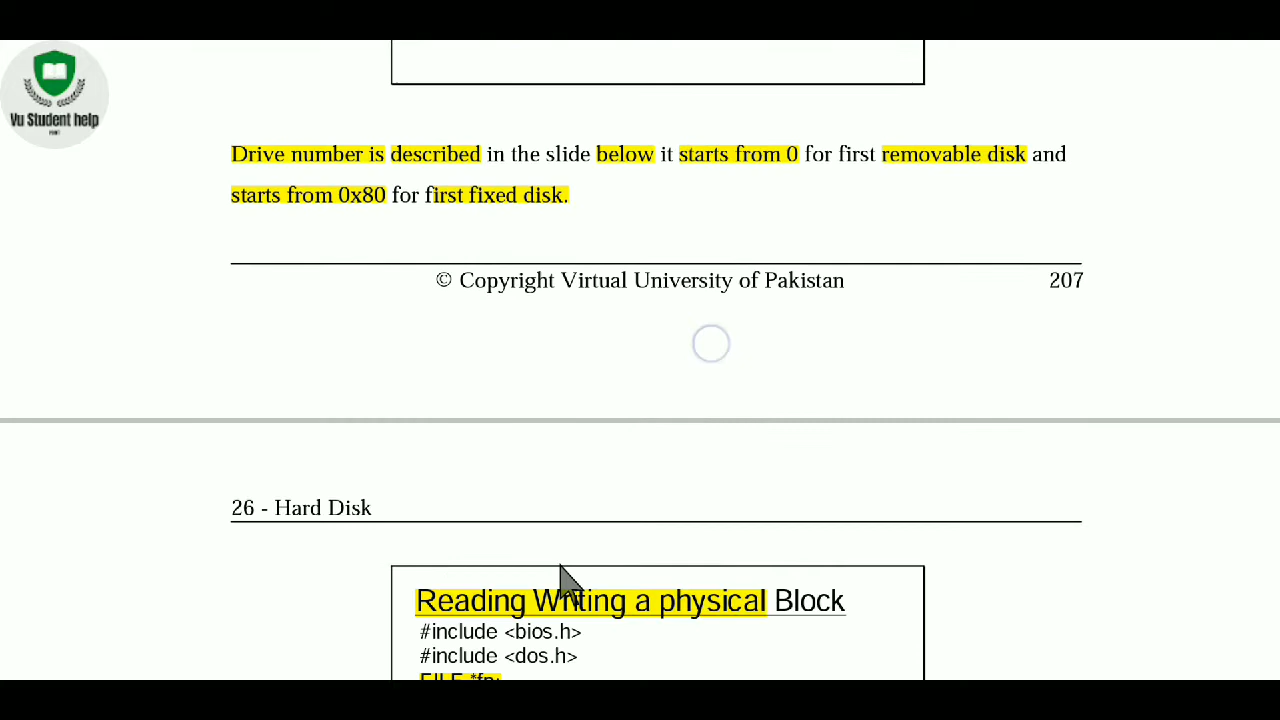 Vu Student help
Drive number is described in the slide below it starts from 0 for first removable disk and
starts from 0x80 for first fixed disk.
© Copyright Virtual University of Pakistan 207
26 - Hard Disk
Reading Writing a physical Block
#include <bios.h>
#include <dos.h>
FILE *fp;